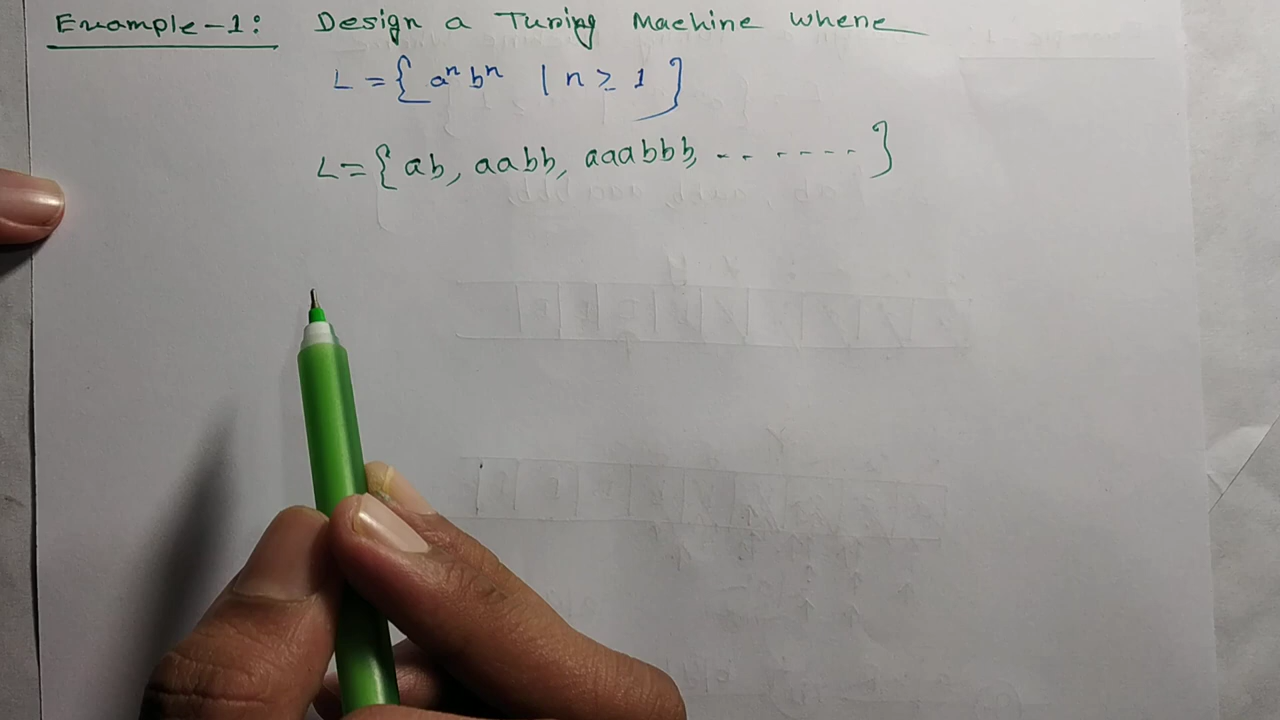 Example-1: Design a Turing Machine where
L = { aⁿ bⁿ | n ≥ 1 }
L = { ab, aabb, aaabbb, - - - - - - - }